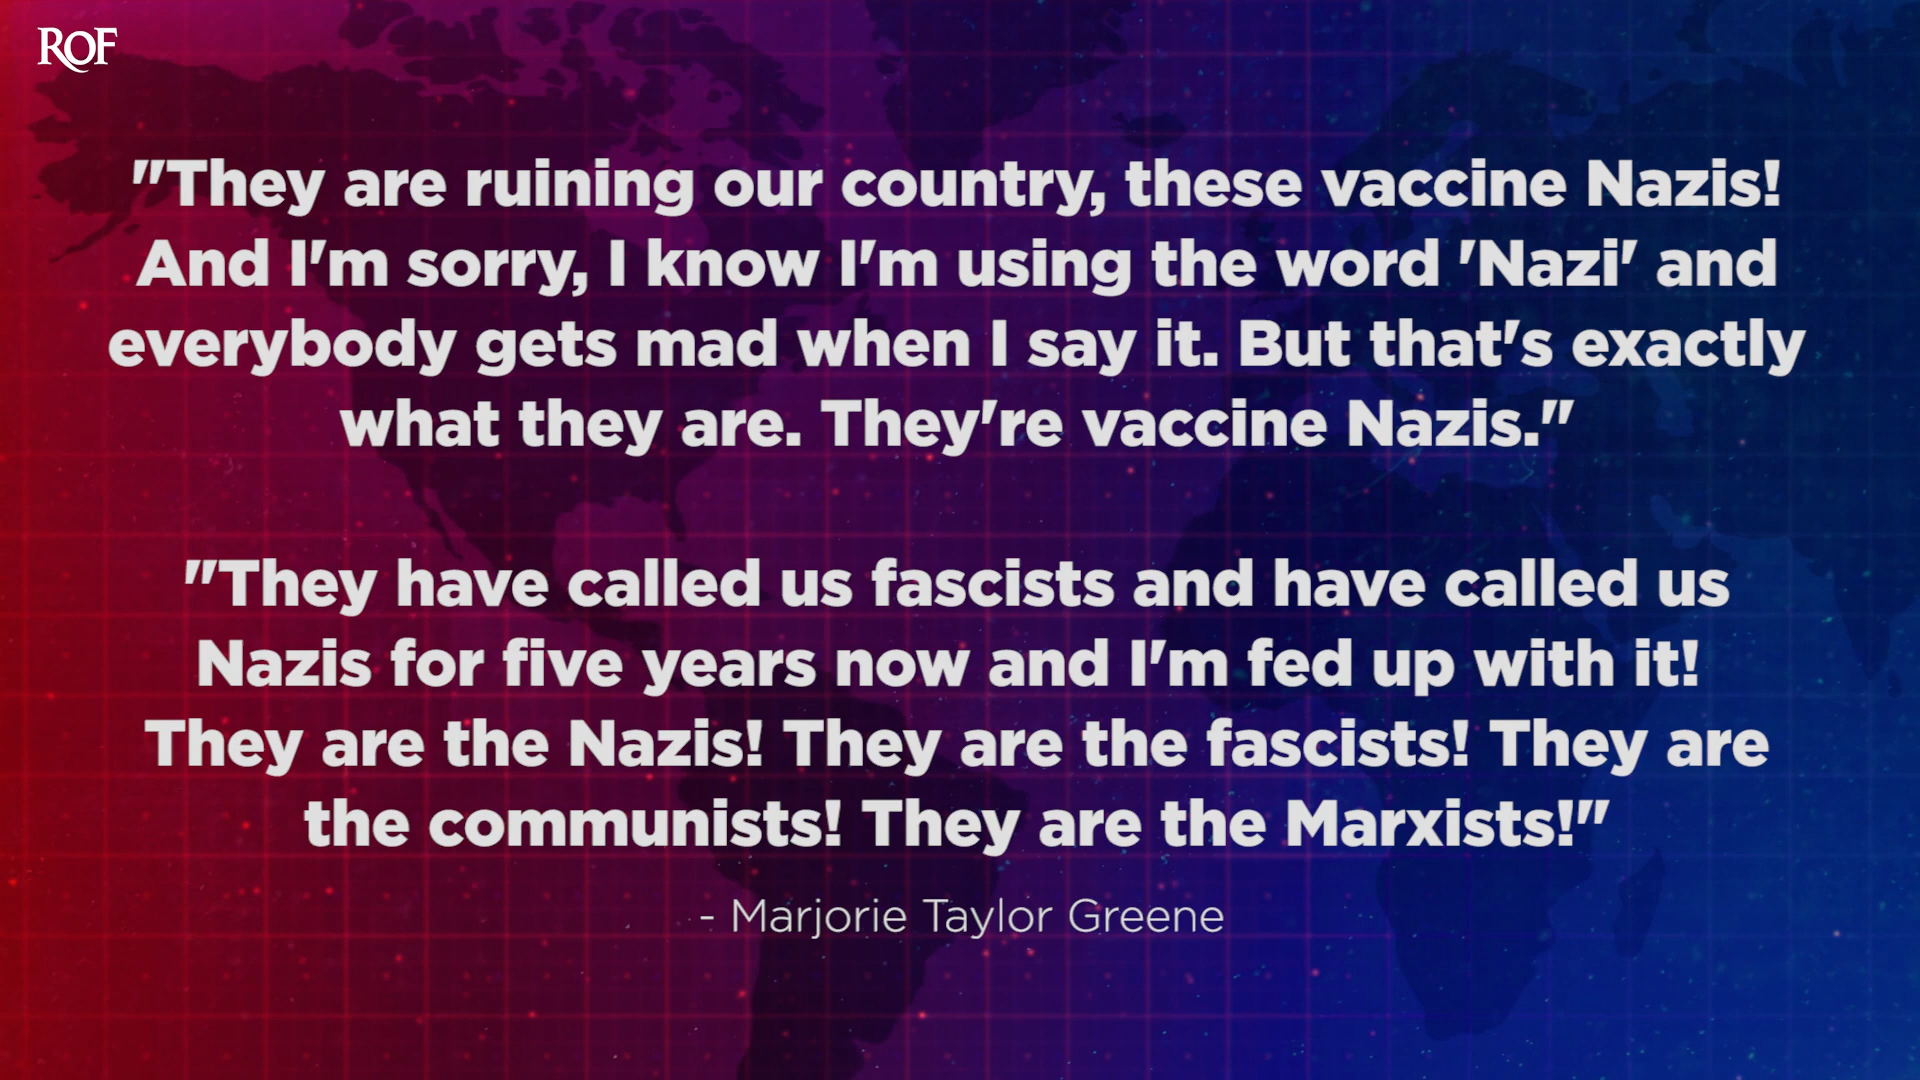 ROF
"They are ruining our country, these vaccine Nazis!
And I'm sorry, I know I'm using the word 'Nazi' and
everybody gets mad when I say it. But that's exactly
what they are. They're vaccine Nazis."
"They have called us fascists and have called us
Nazis for five years now and I'm fed up with it!
They are the Nazis! They are the fascists! They are
the communists! They are the Marxists!"
- Marjorie Taylor Greene